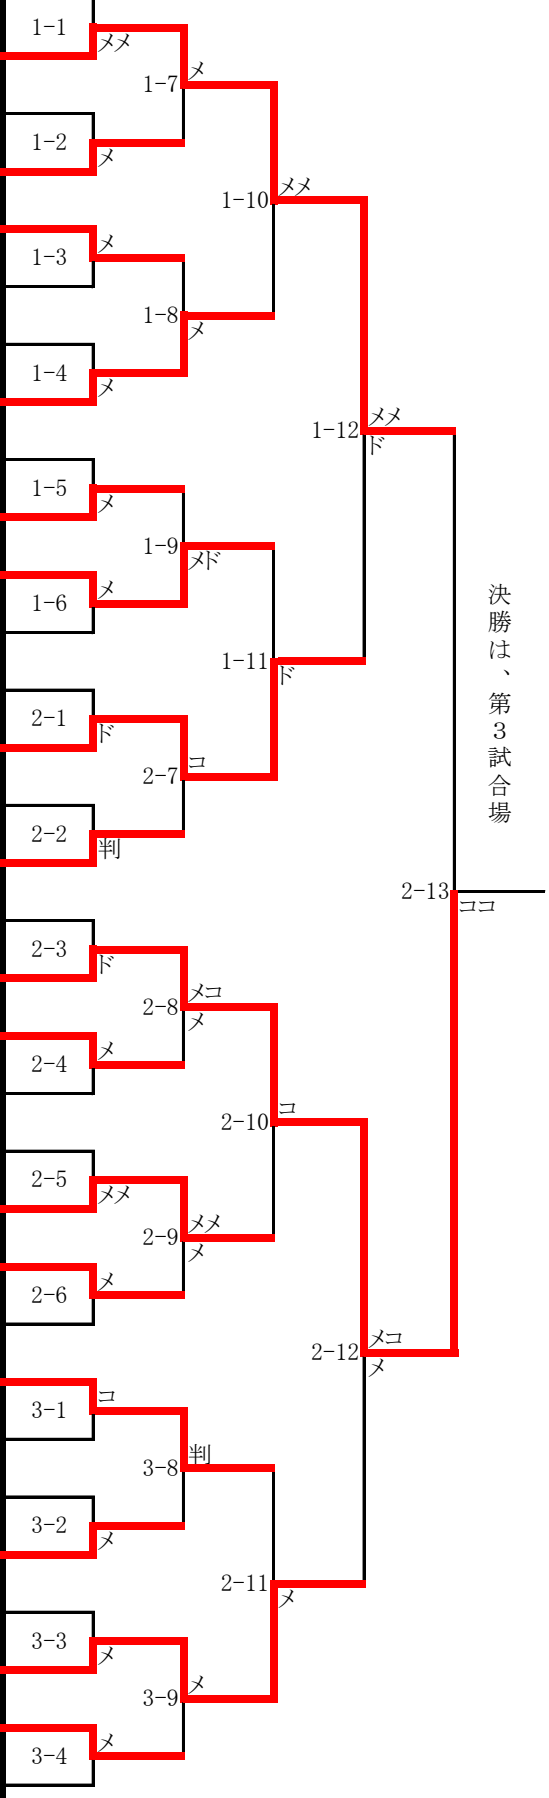 1-1
メメ
メ
1-7
1-2
メ
メメ
1-10
メ
1-3
1-8
メ
1-4
メ
メメ
1-12
ド
1-5
メ
1-9
メド
メ
1-6
決勝は、第３試合場
1-11
ド
2-1
ド
コ
2-7
2-2
判
2-13
ココ
2-3
ド
メコ
2-8
メ
メ
2-4
コ
2-10
2-5
メメ
メメ
2-9
メ
メ
2-6
メコ
2-12
メ
コ
3-1
判
3-8
3-2
メ
2-11
メ
3-3
メ
メ
3-9
メ
3-4